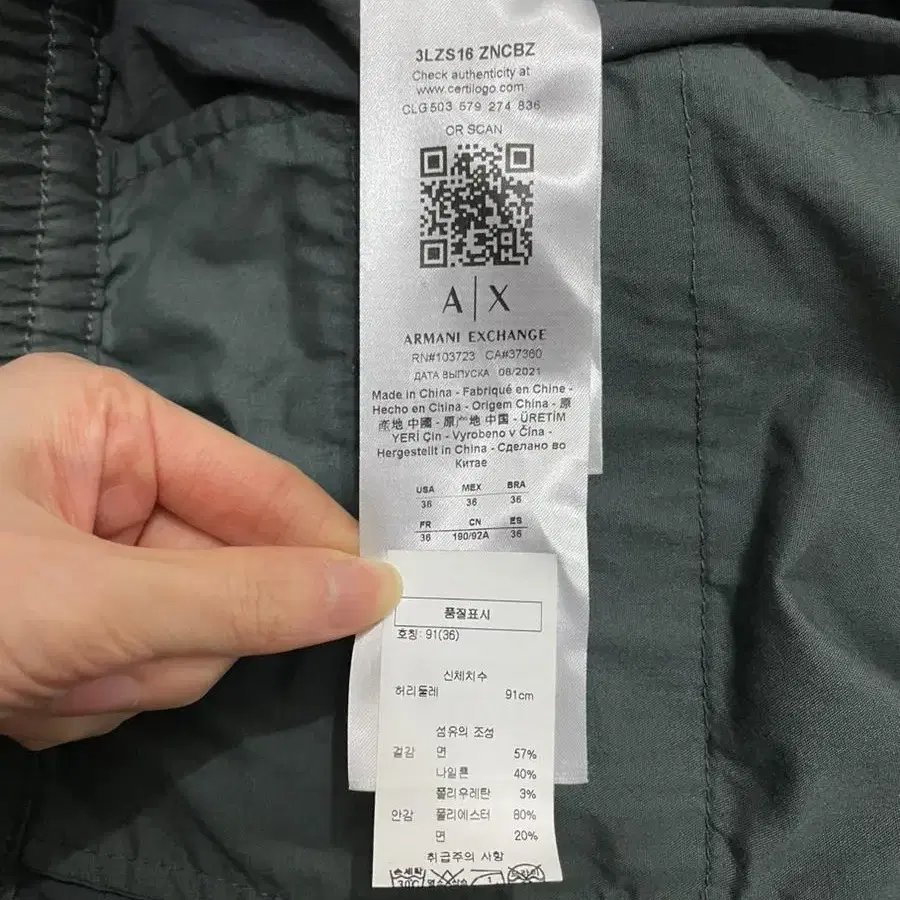 3LZS16 ZNCBZ
Check authenticity at
www.certilogo.com
CLG503 579 274 836
OR SCAN
A|X
ARMANI EXCHANGE
RN#103723 CA#37360
ДАТА ВЫПУСКА 08/2021
Made in China - Fabriqué en Chine -
Hecho en China - Origem China - 原
産地 中國 - 原产地 中国 - ÜRETİM
YERİ Çin - Vyrobeno v Čína -
Hergestellt in China - Сделано во
Китае
USA MEX BRA
36 36 36
FR CN ES
36 190/92A 36
품질표시
호칭: 91(36)
신체치수
허리둘레 91cm
섬유의 조성
겉감 면 57%
나일론 40%
폴리우레탄 3%
안감 폴리에스터 80%
면 20%
취급주의 사항
30℃